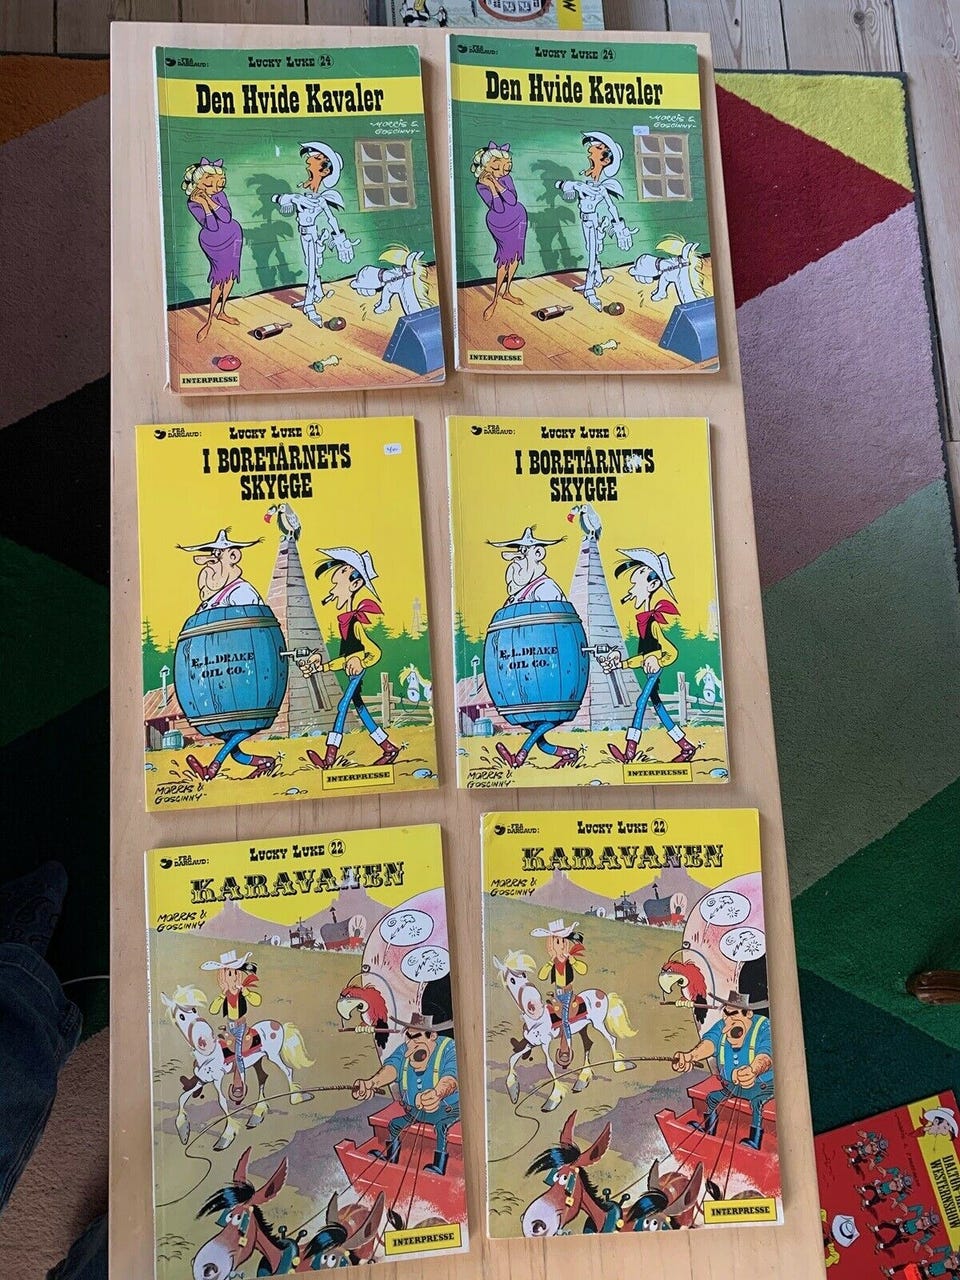 -FRA
DARGAUD:
LUCKY LUKE 24
Den Hvide Kavaler
MORRIS &
GOSCINNY-
INTERPRESSE
-FRA
DARGAUD:
LUCKY LUKE 24
Den Hvide Kavaler
MORRIS &
GOSCINNY-
INTERPRESSE
-FRA
DARGAUD:
LUCKY LUKE 21
I BORETÅRNETS
SKYGGE
E.L. DRAKE
OIL CO.
INTERPRESSE
MORRIS &
GOSCINNY-
-FRA
DARGAUD:
LUCKY LUKE 21
I BORETÅRNETS
SKYGGE
E.L. DRAKE
OIL CO.
INTERPRESSE
MORRIS &
GOSCINNY-
-FRA
DARGAUD:
LUCKY LUKE 22
KARAVANEN
MORRIS &
GOSCINNY
INTERPRESSE
-FRA
DARGAUD:
LUCKY LUKE 22
KARAVANEN
MORRIS &
GOSCINNY
INTERPRESSE
WESTERNSHOW